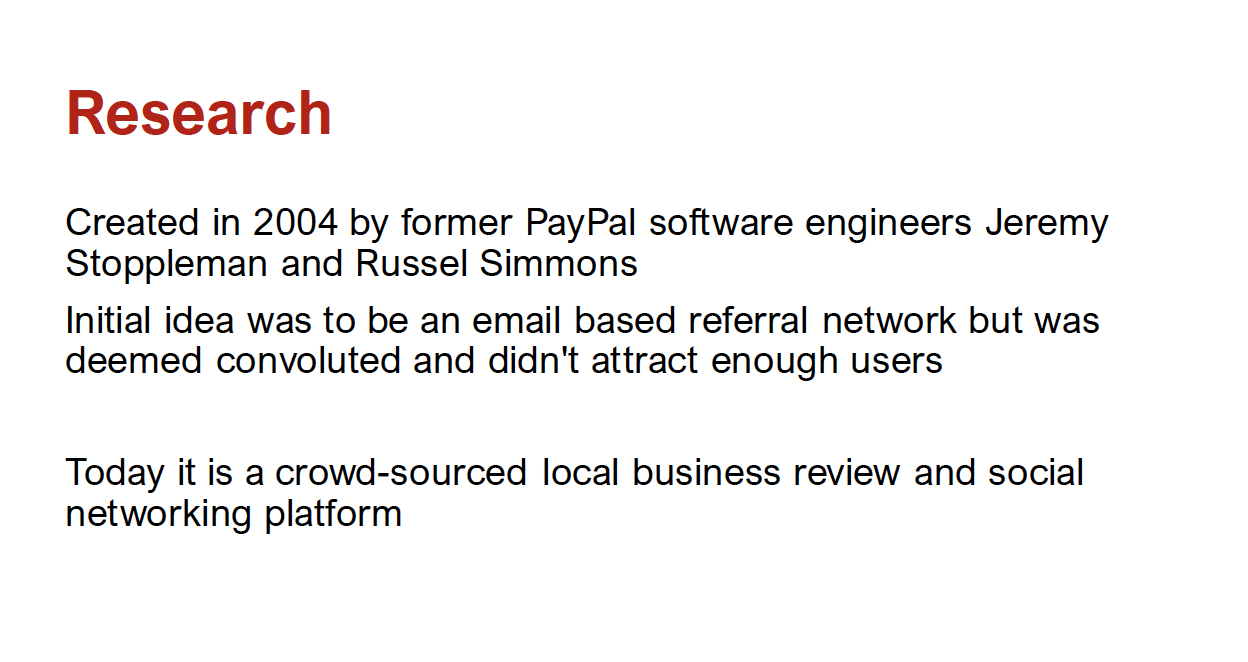 Research
Created in 2004 by former PayPal software engineers Jeremy
Stoppleman and Russel Simmons
Initial idea was to be an email based referral network but was
deemed convoluted and didn't attract enough users
Today it is a crowd-sourced local business review and social
networking platform